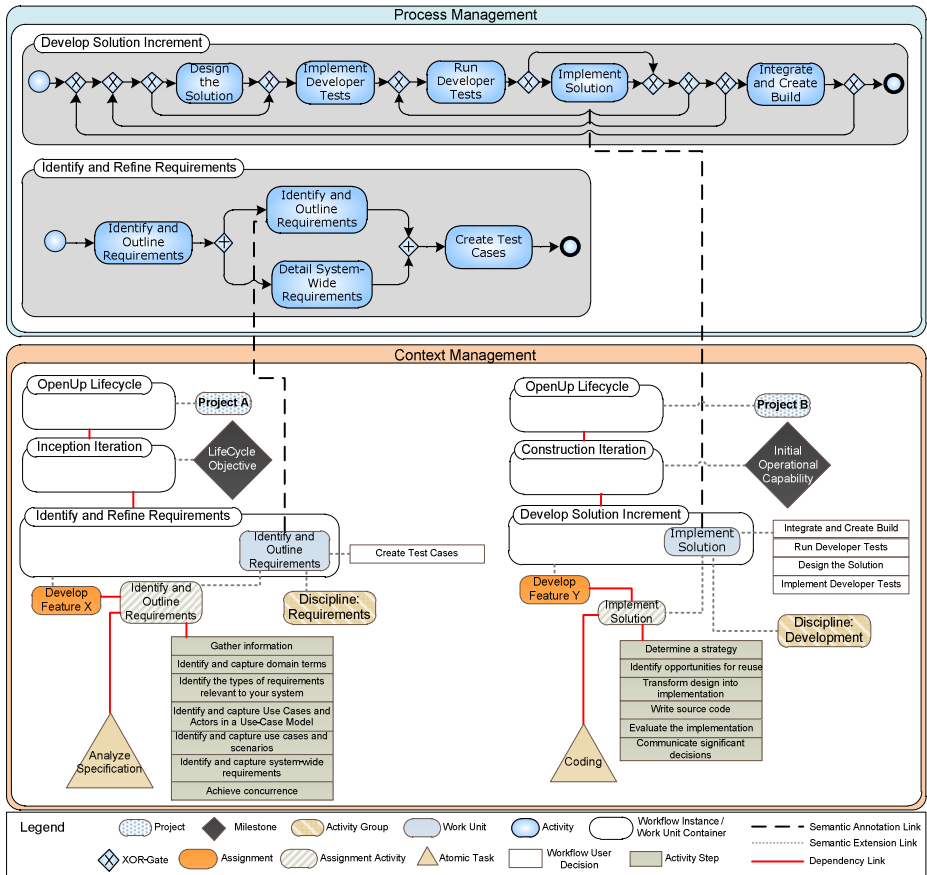 Process Management
Develop Solution Increment
Design
the
Solution
Implement
Developer
Tests
Run
Developer
Tests
Implement
Solution
Integrate
and Create
Build
Identify and Refine Requirements
Identify and
Outline
Requirements
Identify and
Outline
Requirements
Detail System-
Wide
Requirements
Create Test
Cases
Context Management
OpenUp Lifecycle
Project A
Inception Iteration
LifeCycle
Objective
Identify and Refine Requirements
Identify and
Outline
Requirements
Create Test Cases
Develop
Feature X
Identify and
Outline
Requirements
Discipline:
Requirements
Gather information
Identify and capture domain terms
Identify the types of requirements
relevant to your system
Identify and capture Use Cases and
Actors in a Use-Case Model
Identify and capture use cases and
scenarios
Identify and capture system-wide
requirements
Achieve concurrence
Analyze
Specification
OpenUp Lifecycle
Project B
Construction Iteration
Initial
Operational
Capability
Develop Solution Increment
Implement
Solution
Integrate and Create Build
Run Developer Tests
Design the Solution
Implement Developer Tests
Develop
Feature Y
Implement
Solution
Discipline:
Development
Determine a strategy
Identify opportunities for reuse
Transform design into
implementation
Write source code
Evaluate the implementation
Communicate significant
decisions
Coding
Legend
Project
Milestone
Activity Group
Work Unit
Activity
Workflow Instance /
Work Unit Container
Semantic Annotation Link
Semantic Extension Link
XOR-Gate
Assignment
Assignment Activity
Atomic Task
Workflow User
Decision
Activity Step
Dependency Link